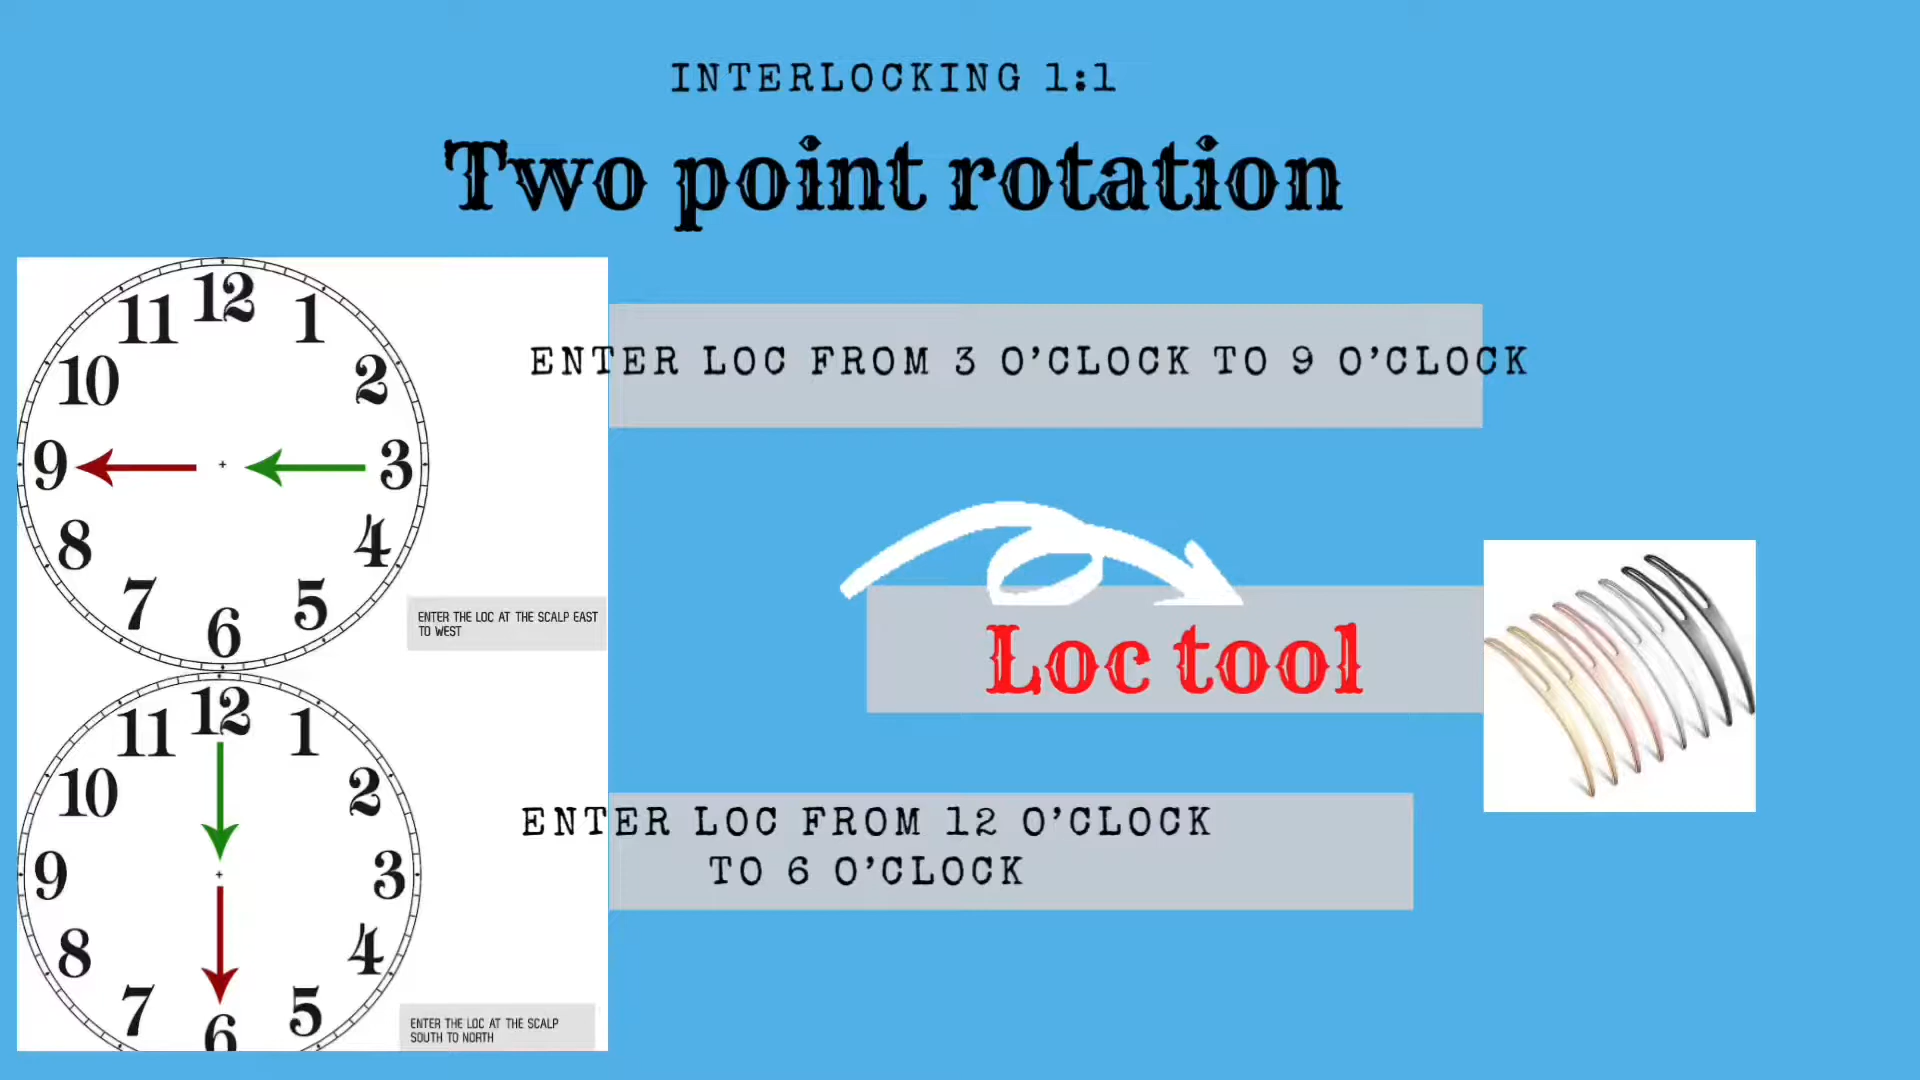 INTERLOCKING 1:1
Two point rotation
12
11
1
10
2
9
3
8
4
7
5
6
ENTER LOC FROM 3 O'CLOCK TO 9 O'CLOCK
ENTER THE LOC AT THE SCALP EAST
TO WEST
Loc tool
12
11
1
10
2
9
3
8
4
7
5
6
ENTER LOC FROM 12 O'CLOCK
TO 6 O'CLOCK
ENTER THE LOC AT THE SCALP
SOUTH TO NORTH